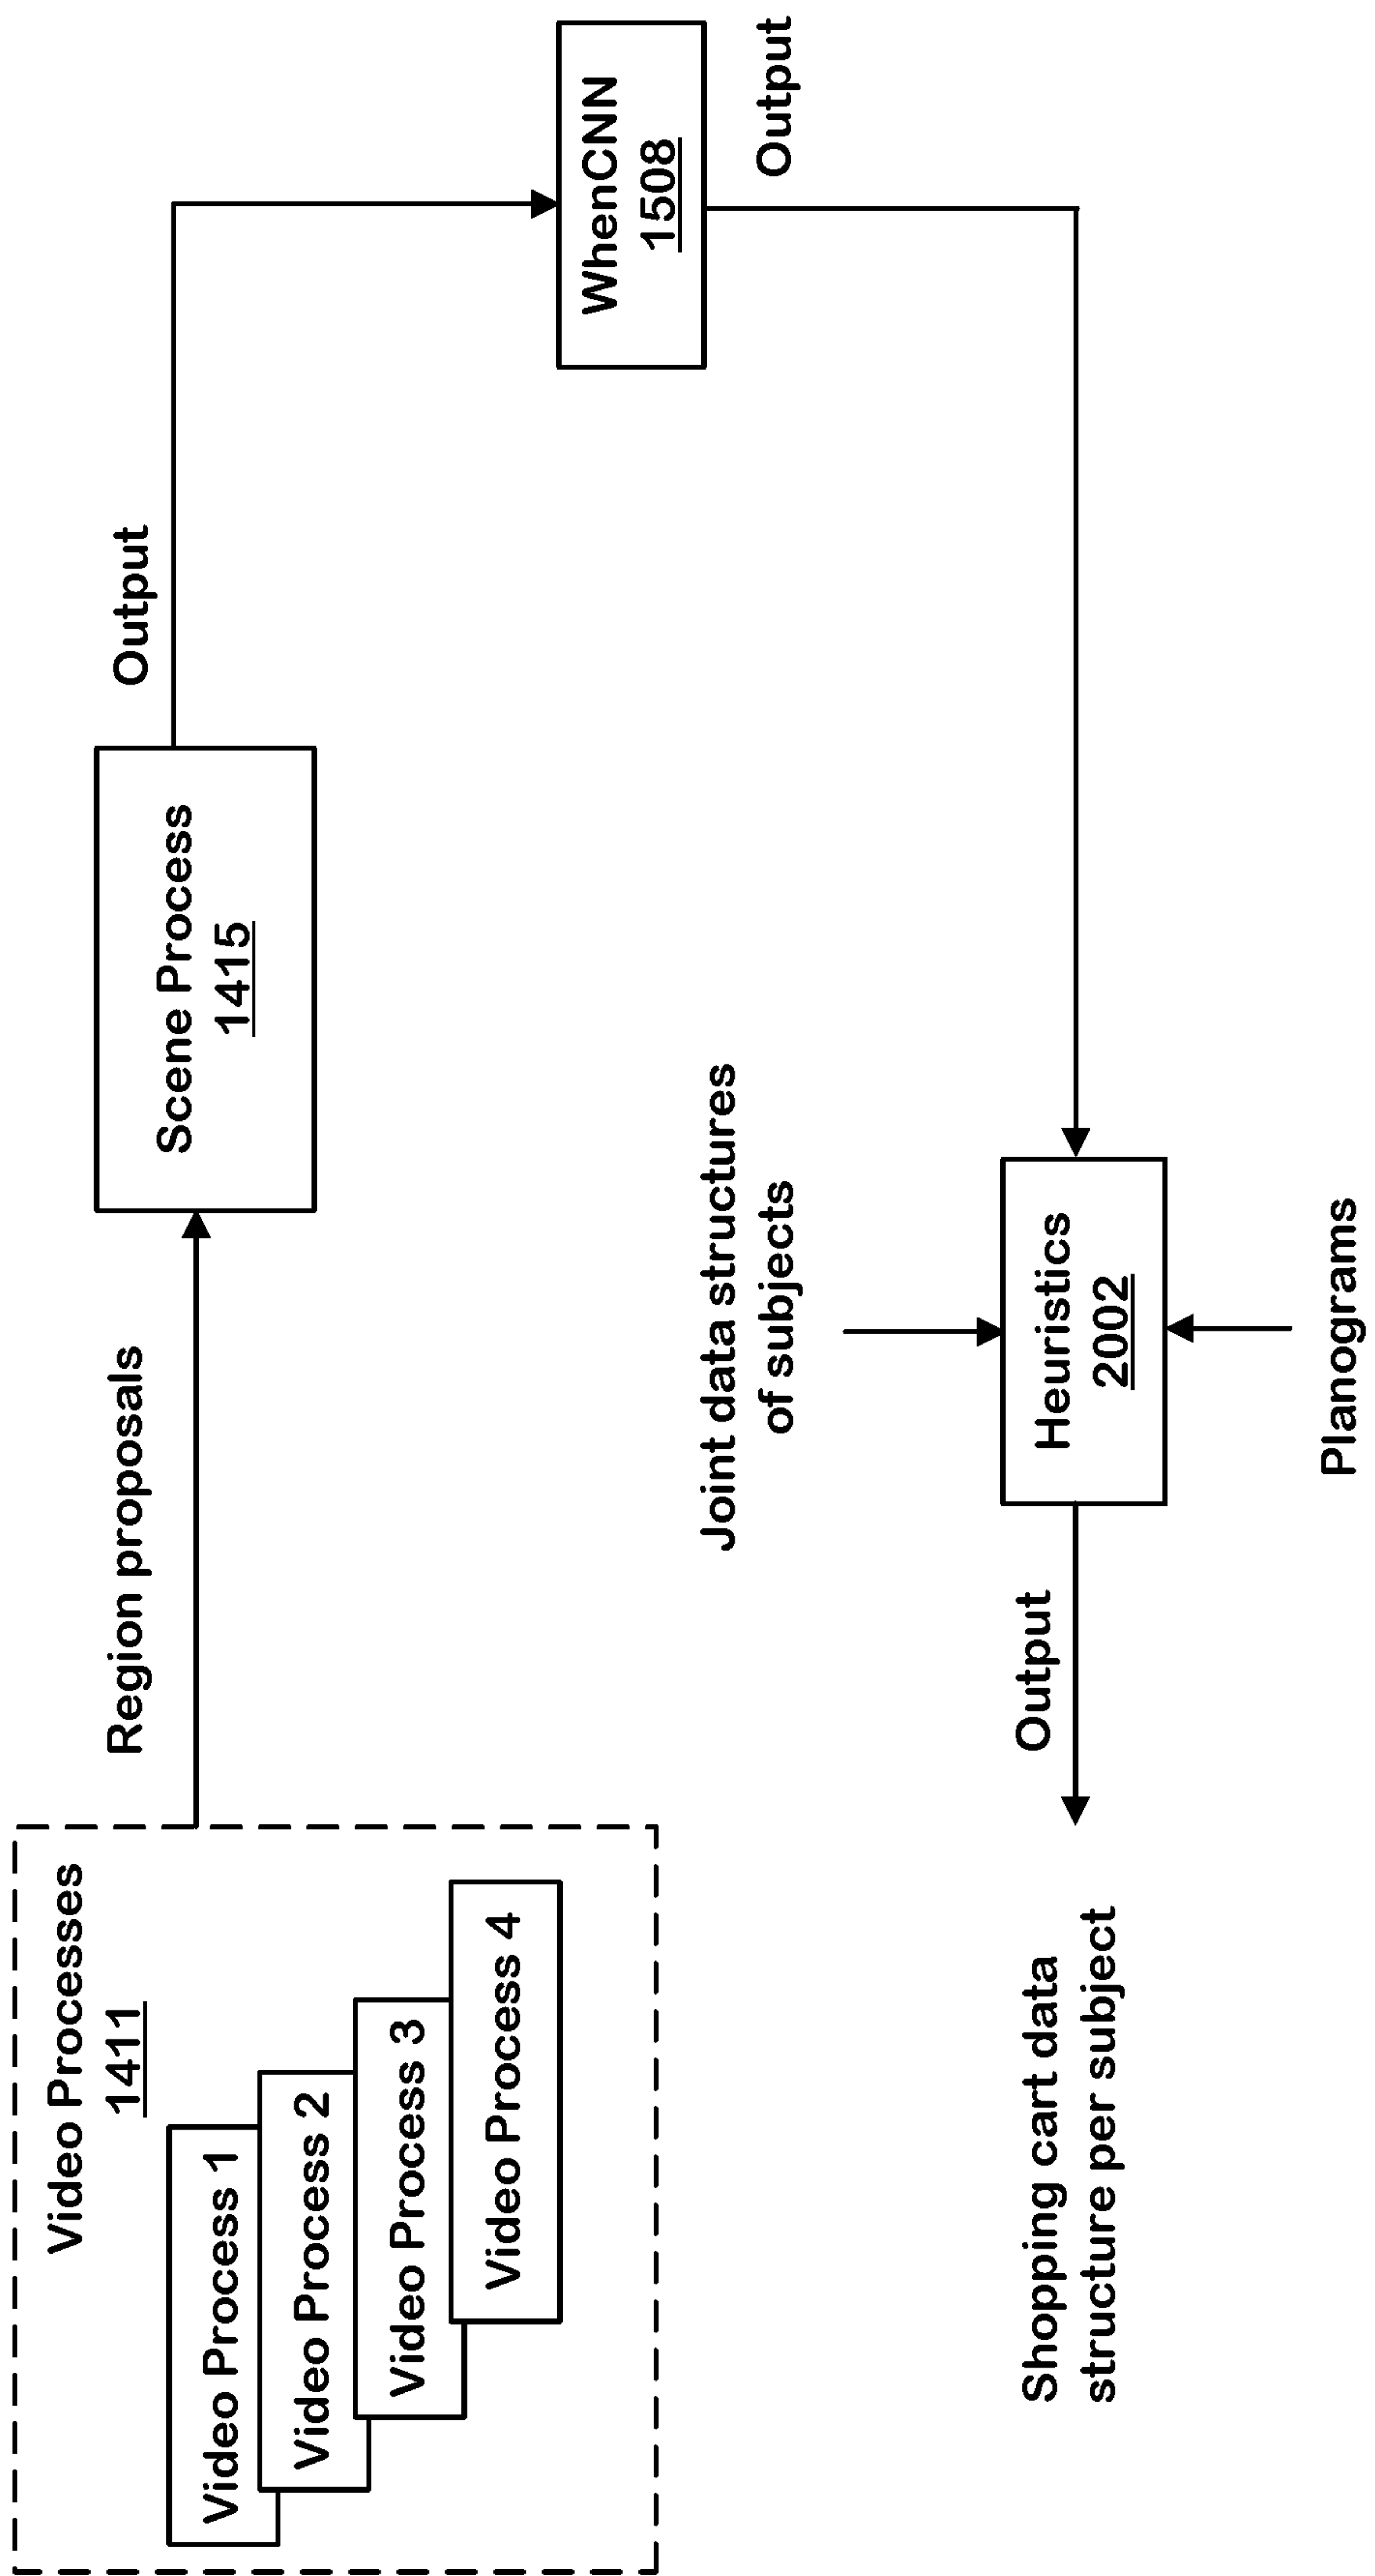 Video Processes
1411
Video Process 1
Video Process 2
Video Process 3
Video Process 4
Region proposals
Scene Process
1415
Output
WhenCNN
1508
Output
Joint data structures
of subjects
Heuristics
2002
Planograms
Output
Shopping cart data
structure per subject